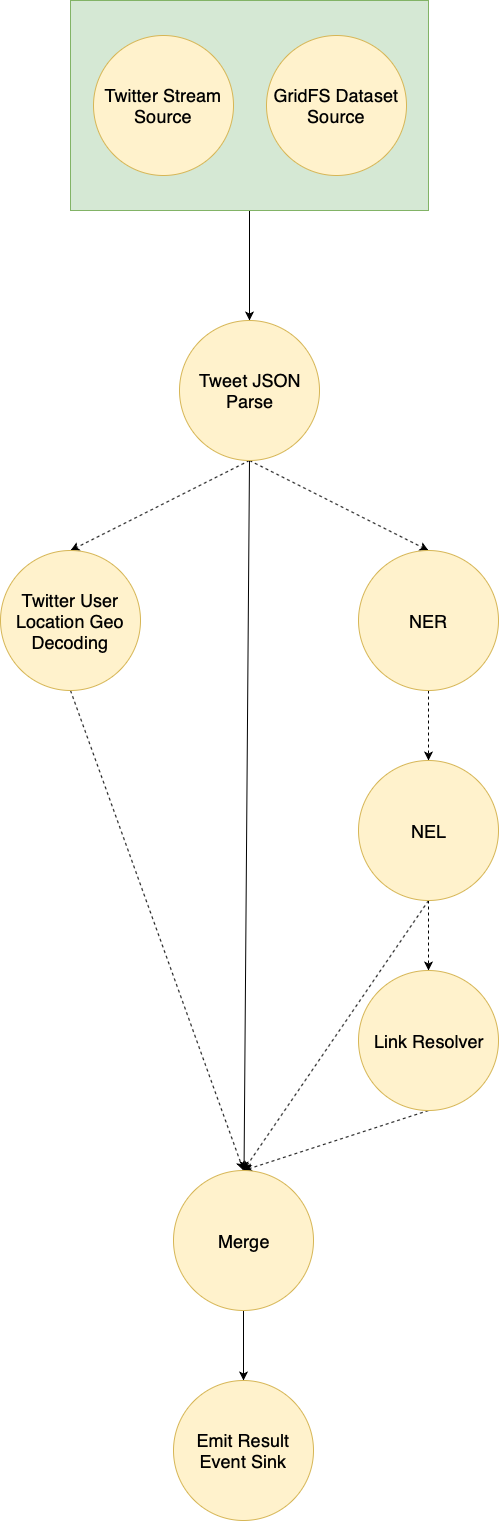 Twitter Stream
Source
GridFS Dataset
Source
Tweet JSON
Parse
Twitter User
Location Geo
Decoding
NER
NEL
Link Resolver
Merge
Emit Result
Event Sink